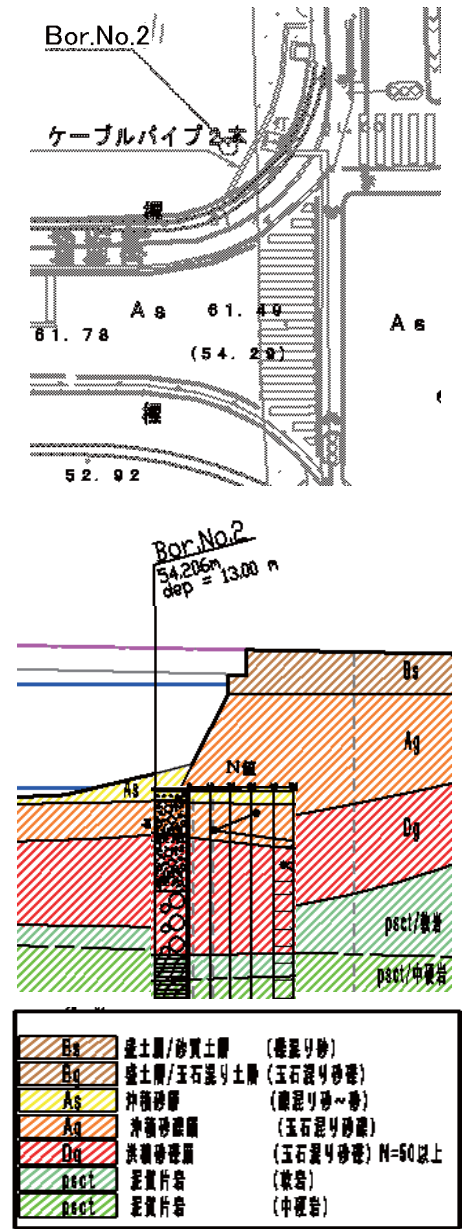 Bor.No.2
ケーブルパイプ2本
As 61.49 As
61.78
(54.29)
52.92
Bor.No.2
54.206m
dep = 13.00 m
Bs
N値
Ag
As
Dg
psct/軟岩
psct/中硬岩
Bs 盛土層/砂質土層 (礫混り砂)
Bg 盛土層/玉石混り土層 (玉石混り砂礫)
As 沖積砂層 (礫混り砂~砂)
Ag 沖積砂礫層 (玉石混り砂礫)
Dg 洪積砂礫層 (玉石混り砂礫) N=50以上
psct 泥質片岩 (軟岩)
psct 泥質片岩 (中硬岩)